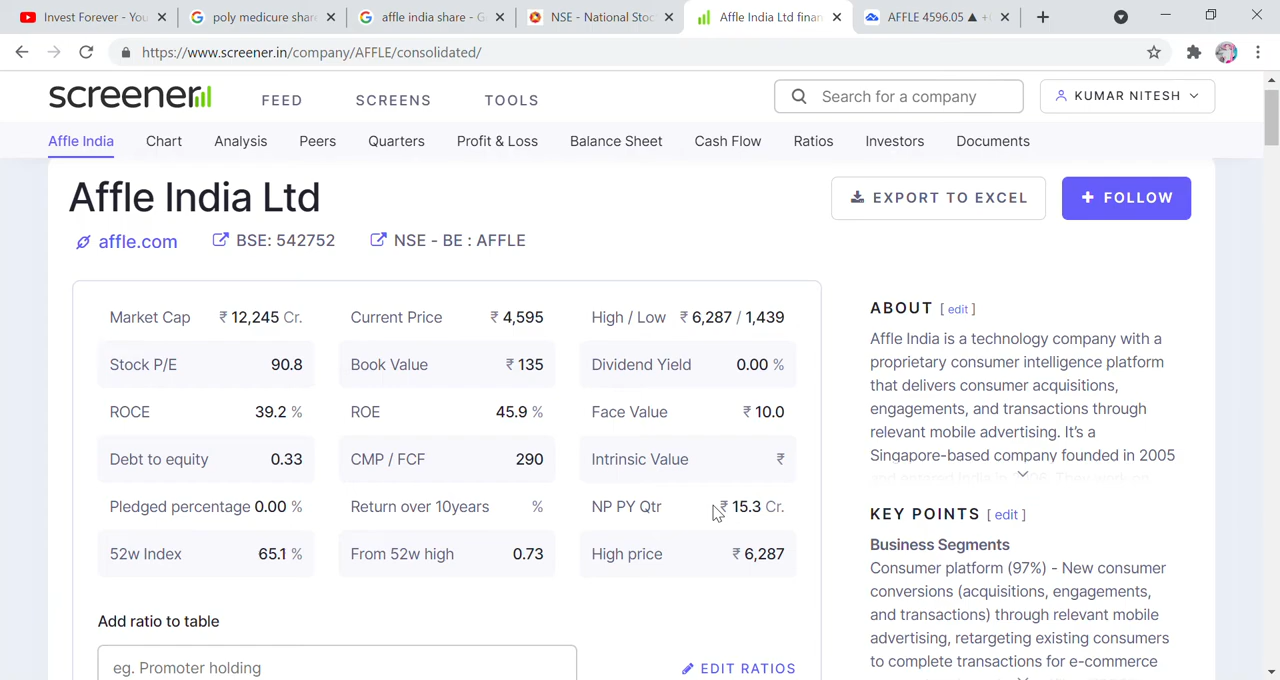 Invest Forever - You
poly medicure share
affle india share - G
NSE - National Stoc
Affle India Ltd finan
AFFLE 4596.05 ▲ +
https://www.screener.in/company/AFFLE/consolidated/
screener
FEED
SCREENS
TOOLS
Search for a company
KUMAR NITESH
Affle India
Chart
Analysis
Peers
Quarters
Profit & Loss
Balance Sheet
Cash Flow
Ratios
Investors
Documents
Affle India Ltd
EXPORT TO EXCEL
FOLLOW
affle.com
BSE: 542752
NSE - BE : AFFLE
Market Cap ₹ 12,245 Cr.
Current Price ₹ 4,595
High / Low ₹ 6,287 / 1,439
Stock P/E 90.8
Book Value ₹ 135
Dividend Yield 0.00 %
ROCE 39.2 %
ROE 45.9 %
Face Value ₹ 10.0
Debt to equity 0.33
CMP / FCF 290
Intrinsic Value ₹
Pledged percentage 0.00 %
Return over 10years %
NP PY Qtr ₹ 15.3 Cr.
52w Index 65.1 %
From 52w high 0.73
High price ₹ 6,287
Add ratio to table
eg. Promoter holding
EDIT RATIOS
ABOUT [ edit ]
Affle India is a technology company with a
proprietary consumer intelligence platform
that delivers consumer acquisitions,
engagements, and transactions through
relevant mobile advertising. It's a
Singapore-based company founded in 2005
KEY POINTS [ edit ]
Business Segments
Consumer platform (97%) - New consumer
conversions (acquisitions, engagements,
and transactions) through relevant mobile
advertising, retargeting existing consumers
to complete transactions for e-commerce